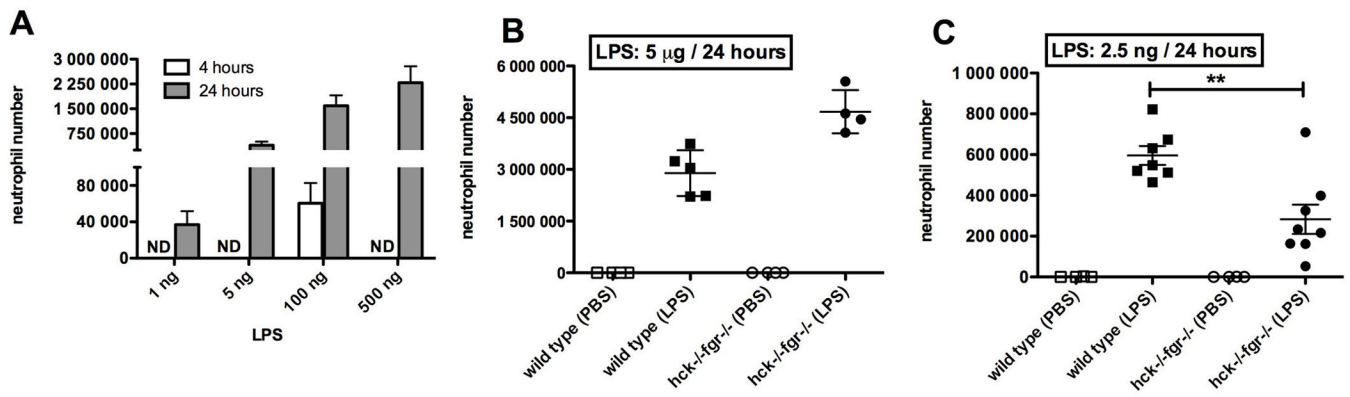 A
neutrophil number
3 000 000
2 250 000
1 500 000
750 000
80 000
40 000
0
4 hours
24 hours
ND
ND
ND
1 ng
5 ng
100 ng
500 ng
LPS
B
LPS: 5 μg / 24 hours
neutrophil number
6 000 000
4 500 000
3 000 000
1 500 000
0
wild type (PBS)
wild type (LPS)
hck-/-fgr-/- (PBS)
hck-/-fgr-/- (LPS)
C
LPS: 2.5 ng / 24 hours
neutrophil number
1 000 000
800 000
600 000
400 000
200 000
0
**
wild type (PBS)
wild type (LPS)
hck-/-fgr-/- (PBS)
hck-/-fgr-/- (LPS)